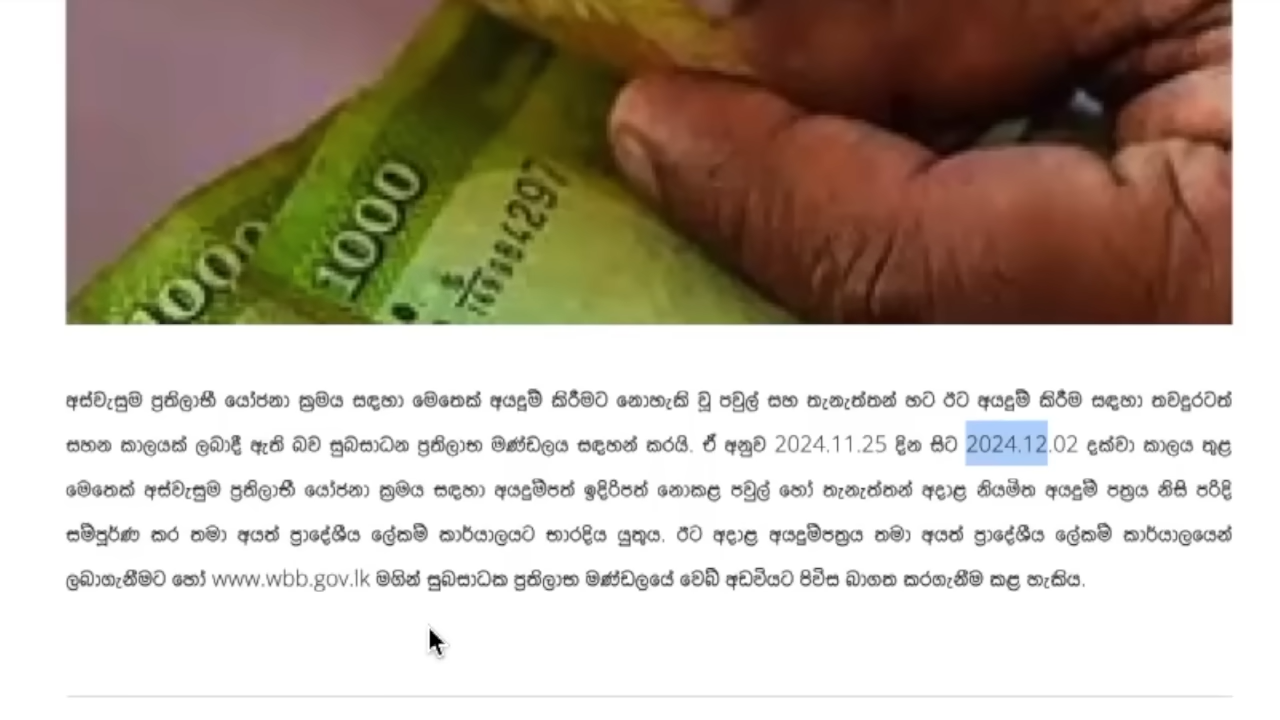 1000
1000
169984297
අස්වැසුම ප්‍රතිලාභී යෝජනා ක්‍රමය සඳහා මෙතෙක් අයදුම් කිරීමට නොහැකි වූ පවුල් සහ තැනැත්තන් හට ඊට අයදුම් කිරීම සඳහා තවදුරටත්
සහන කාලයක් ලබාදී ඇති බව සුබසාධන ප්‍රතිලාභ මණ්ඩලය සඳහන් කරයි. ඒ අනුව 2024.11.25 දින සිට 2024.12.02 දක්වා කාලය තුළ
මෙතෙක් අස්වැසුම ප්‍රතිලාභී යෝජනා ක්‍රමය සඳහා අයදුම්පත් ඉදිරිපත් නොකළ පවුල් හෝ තැනැත්තන් අදාළ නියමිත අයදුම් පත්‍රය නිසි පරිදි
සම්පූර්ණ කර තමා අයත් ප්‍රාදේශීය ලේකම් කාර්යාලයට භාරදිය යුතුය. ඊට අදාළ අයදුම්පත්‍රය තමා අයත් ප්‍රාදේශීය ලේකම් කාර්යාලයෙන්
ලබාගැනීමට හෝ www.wbb.gov.lk මගින් සුබසාධක ප්‍රතිලාභ මණ්ඩලයේ වෙබ් අඩවියට පිවිස බාගත කරගැනීම කළ හැකිය.